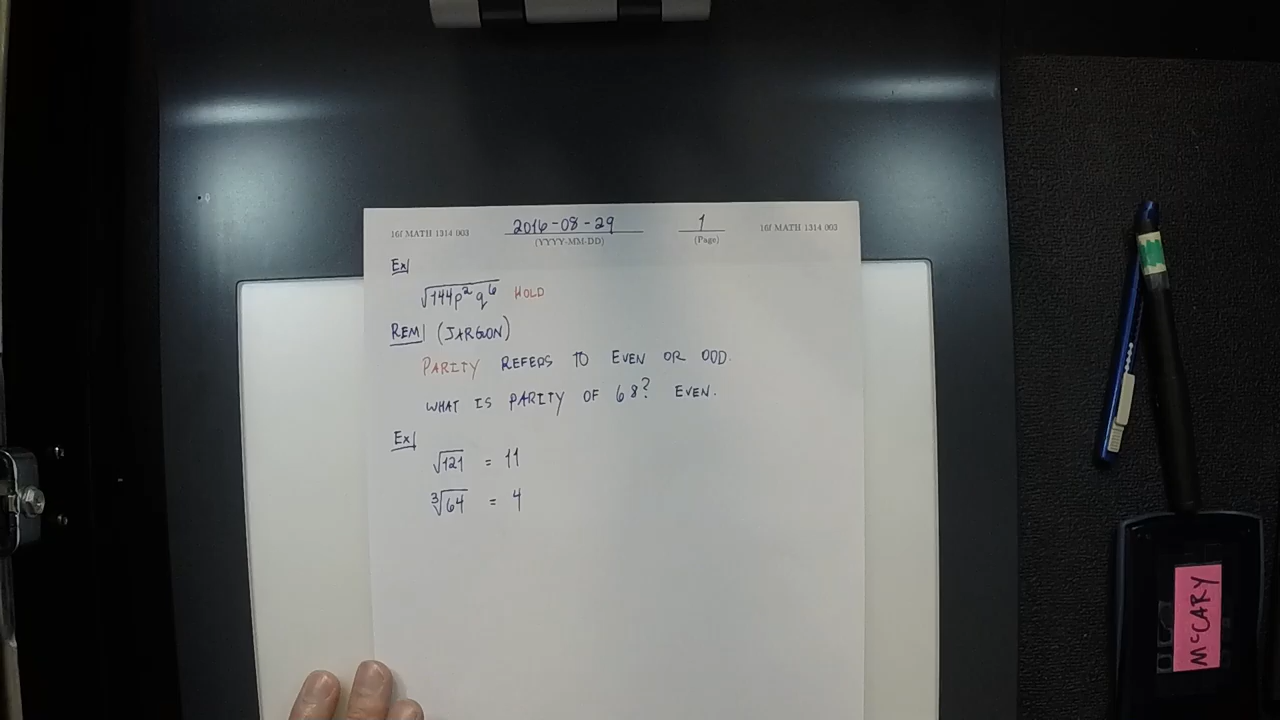 16f MATH 1314 003 2016-08-29 1 16f MATH 1314 003
(YYYY-MM-DD) (Page)
Ex|
√144p²q⁶ HOLD
REM| (JARGON)
PARITY REFERS TO EVEN OR ODD.
WHAT IS PARITY OF 68? EVEN.
Ex|
√121 = 11
³√64 = 4
McCARY